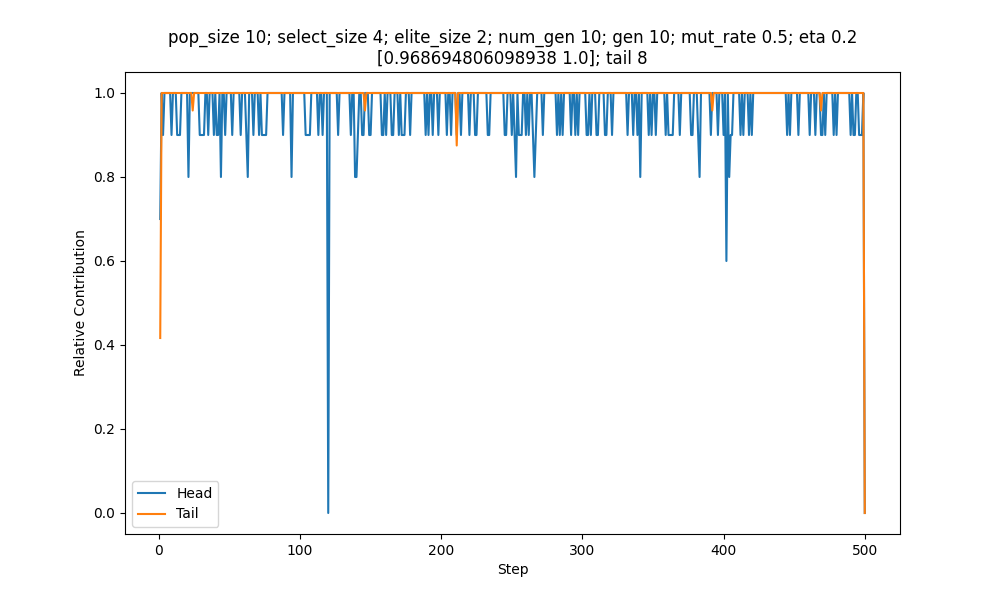 pop_size 10; select_size 4; elite_size 2; num_gen 10; gen 10; mut_rate 0.5; eta 0.2
[0.968694806098938 1.0]; tail 8
1.0
0.8
0.6
0.4
0.2
0.0
Relative Contribution
Head
Tail
0
100
200
300
400
500
Step